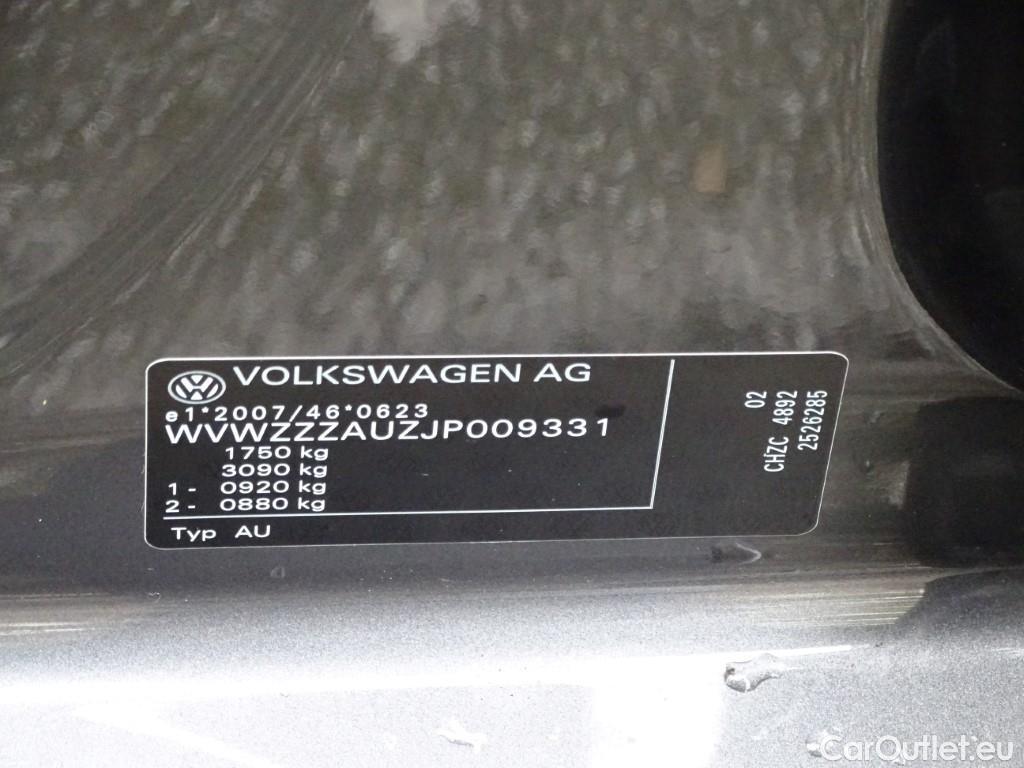 VOLKSWAGEN AG
e1*2007/46*0623
WVWZZZAUZJP009331
1750 kg
3090 kg
1 - 0920 kg
2 - 0880 kg
Typ AU
02
CHZC 4892
2526285
CarOutlet.eu